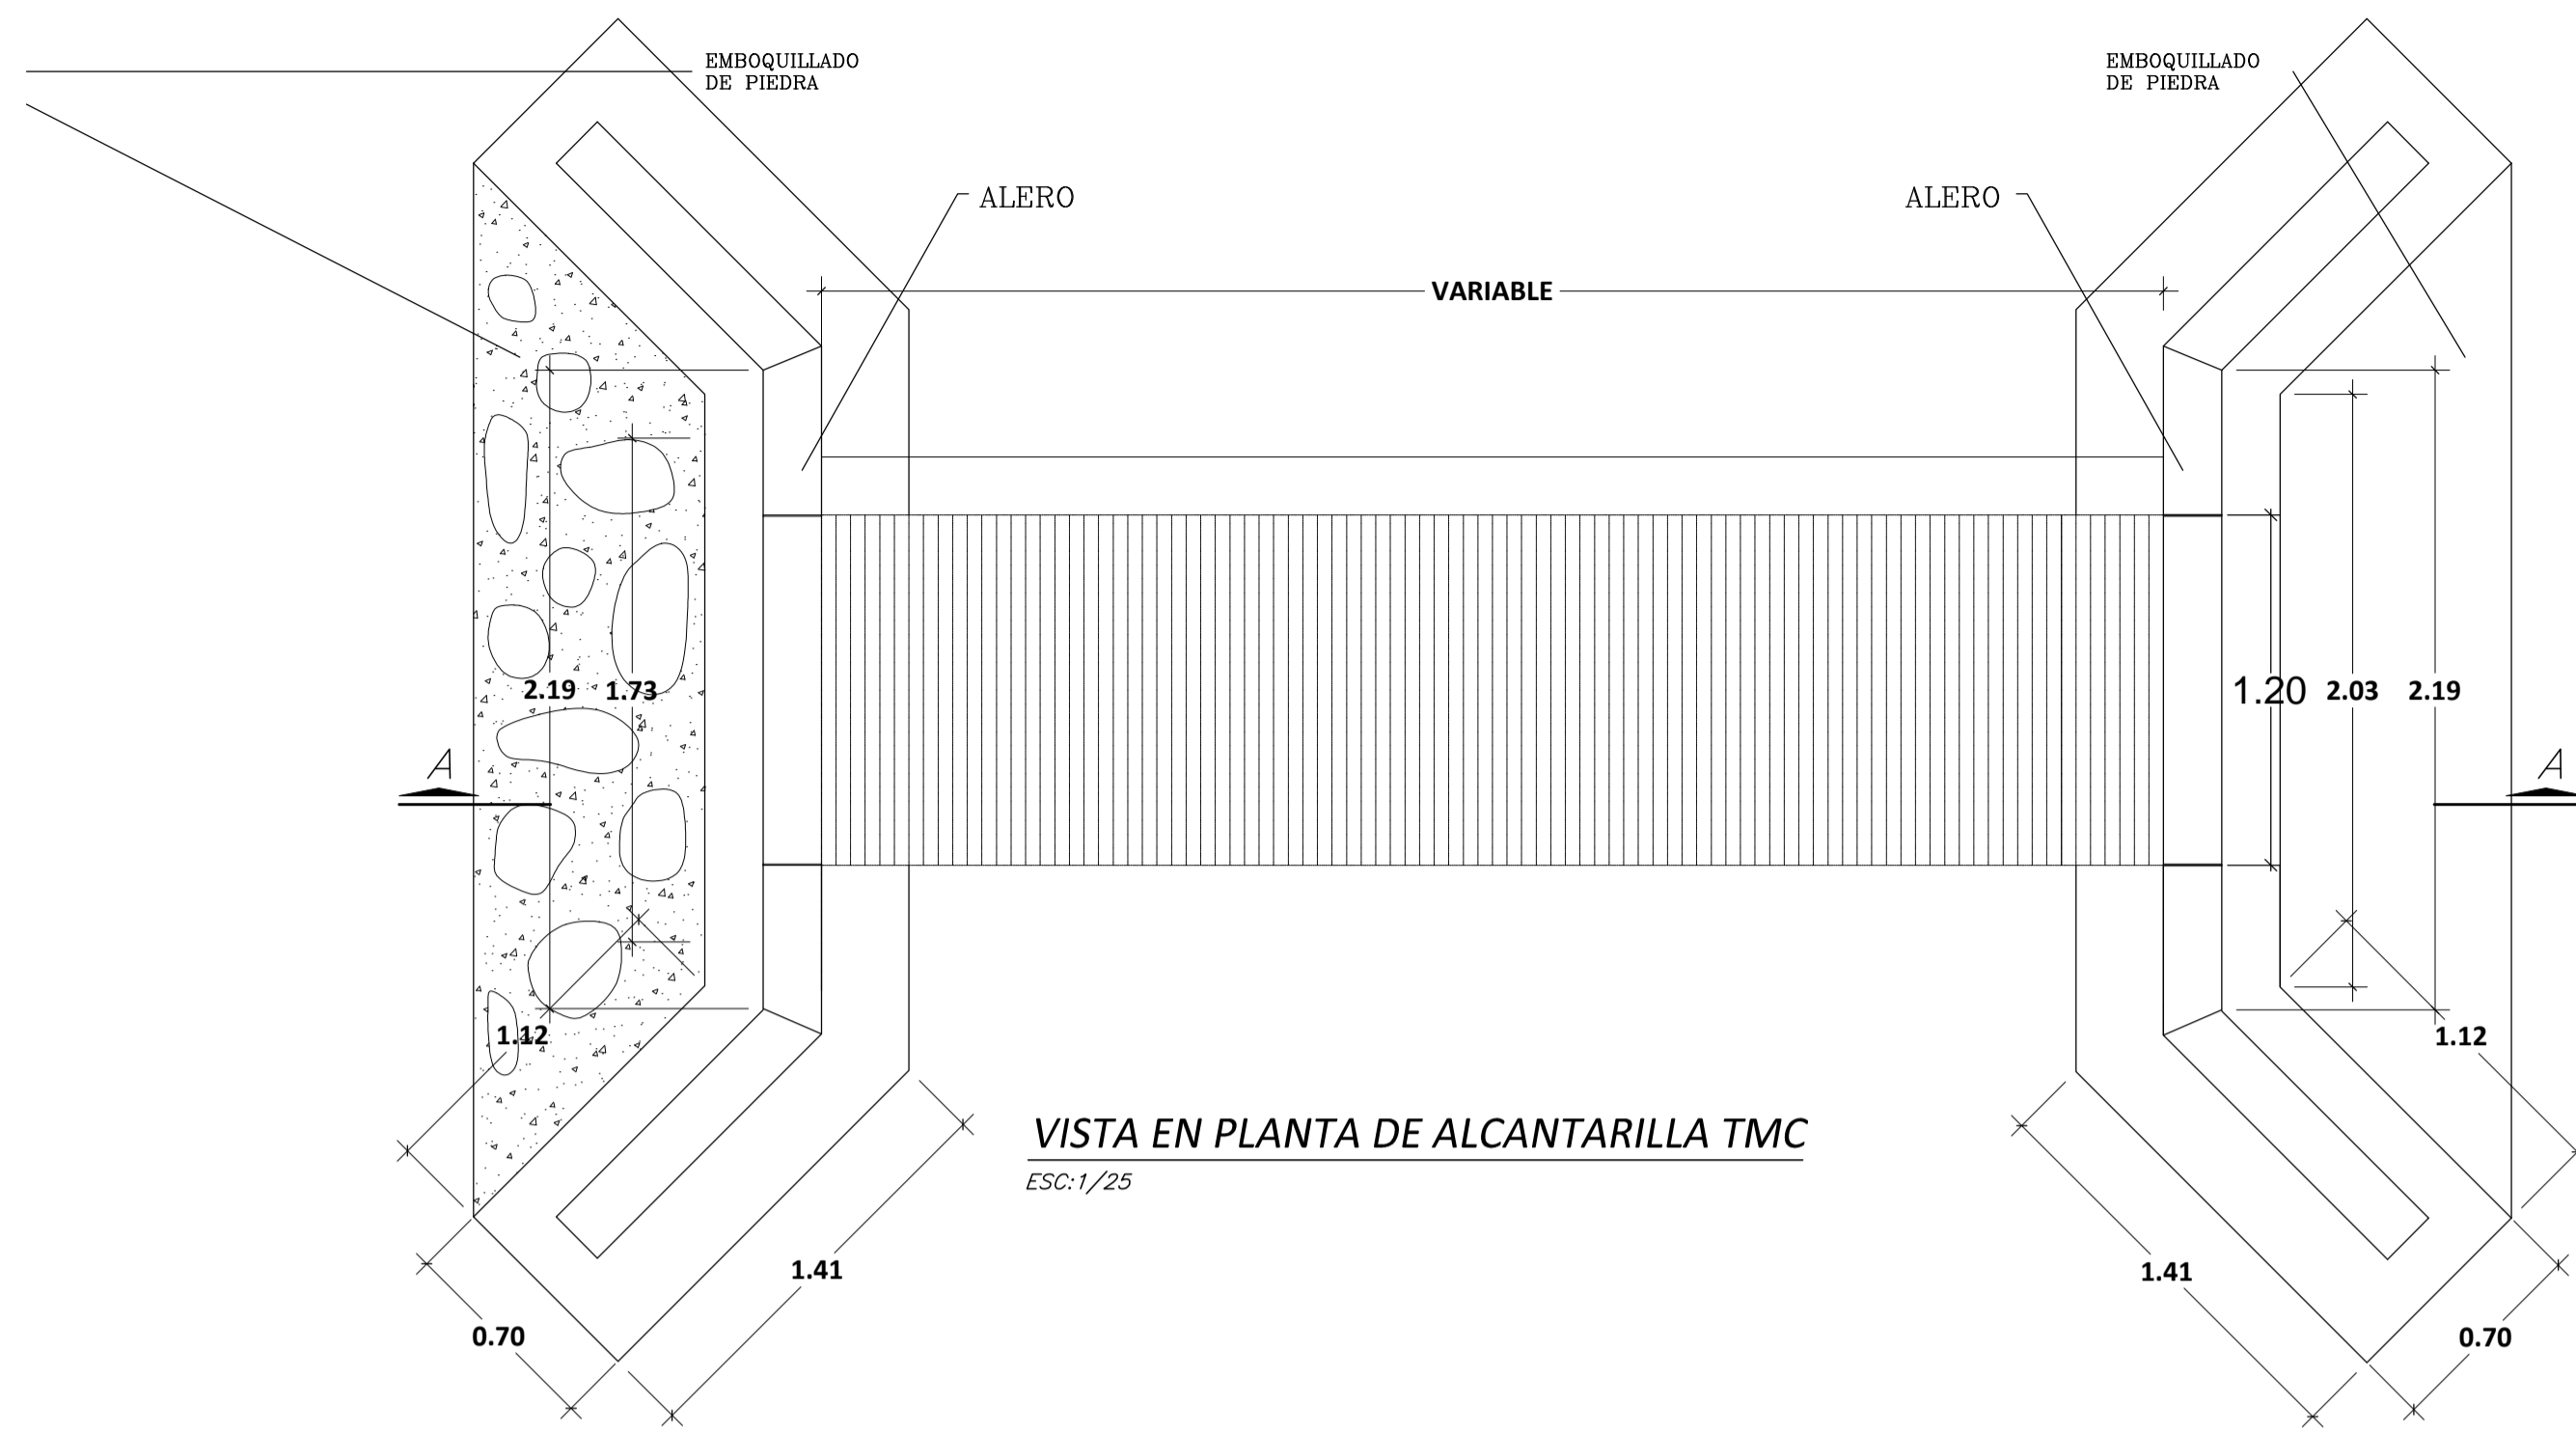 EMBOQUILLADO
DE PIEDRA
EMBOQUILLADO
DE PIEDRA
ALERO
ALERO
VARIABLE
2.19
1.73
1.20
2.03
2.19
A
A
1.12
1.12
VISTA EN PLANTA DE ALCANTARILLA TMC
ESC:1/25
1.41
1.41
0.70
0.70